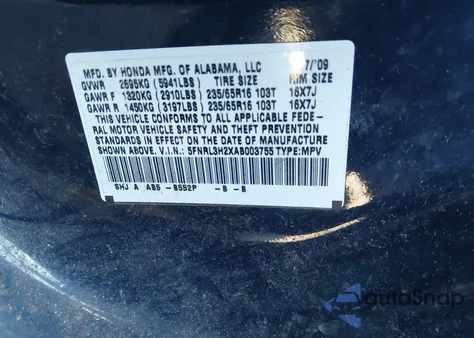 MFD. BY HONDA MFG. OF ALABAMA, LLC 7/'09
GVWR 2695KG (5941LBS) TIRE SIZE RIM SIZE
GAWR F 1320KG (2910LBS) 235/65R16 103T 16X7J
GAWR R 1450KG (3197LBS) 235/65R16 103T 16X7J
THIS VEHICLE CONFORMS TO ALL APPLICABLE FEDE-
RAL MOTOR VEHICLE SAFETY AND THEFT PREVENTION
STANDARDS IN EFFECT ON THE DATE OF MANUFACTURE
SHOWN ABOVE. V.I.N.: 5FNRL3H2XAB003755 TYPE: MPV
SHJ A AB5 - B552P - B - B
autoSnap